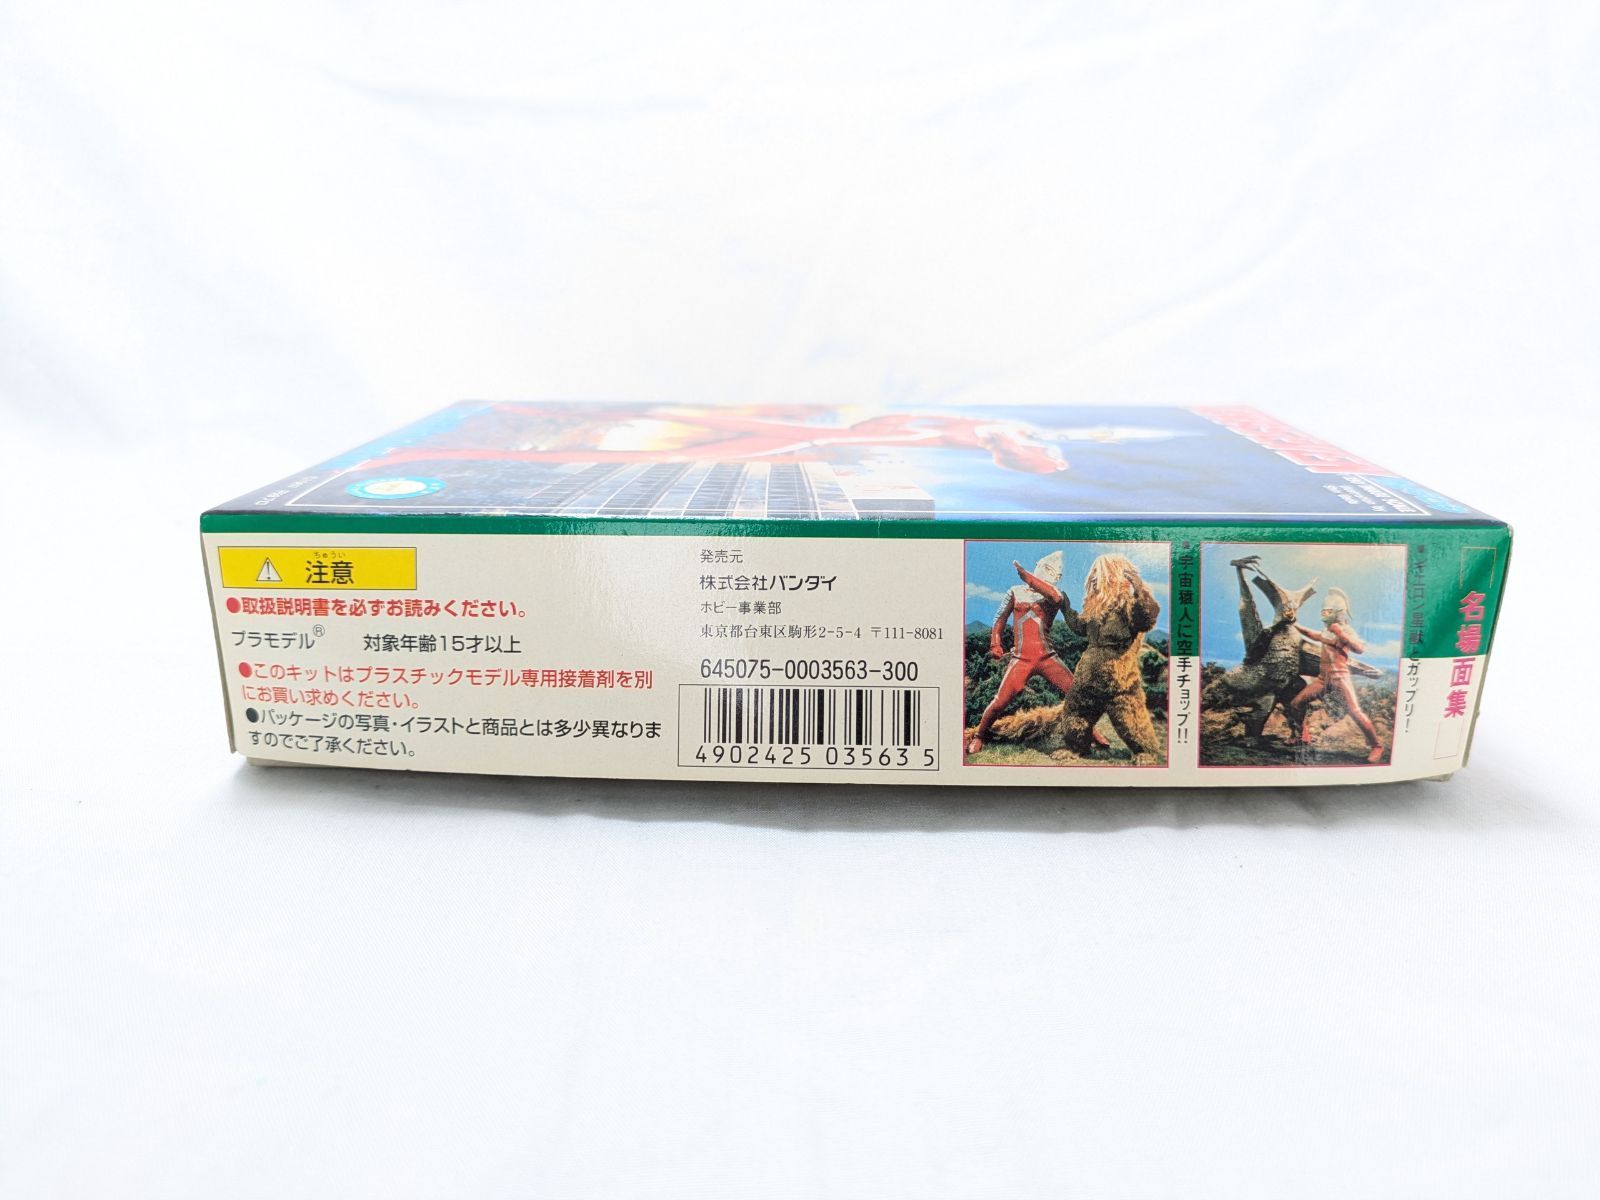 ちゅうい
注意
●取扱説明書を必ずお読みください。
プラモデル® 対象年齢15才以上
●このキットはプラスチックモデル専用接着剤を別
にお買い求めください。
●パッケージの写真・イラストと商品とは多少異なりま
すのでご了承ください。
発売元
株式会社バンダイ
ホビー事業部
東京都台東区駒形2-5-4 〒111-8081
645075-0003563-300
4902425 03563 5
●宇宙猿人に空手チョップ!!
●ギエロン星獣とガップリ!
名場面集